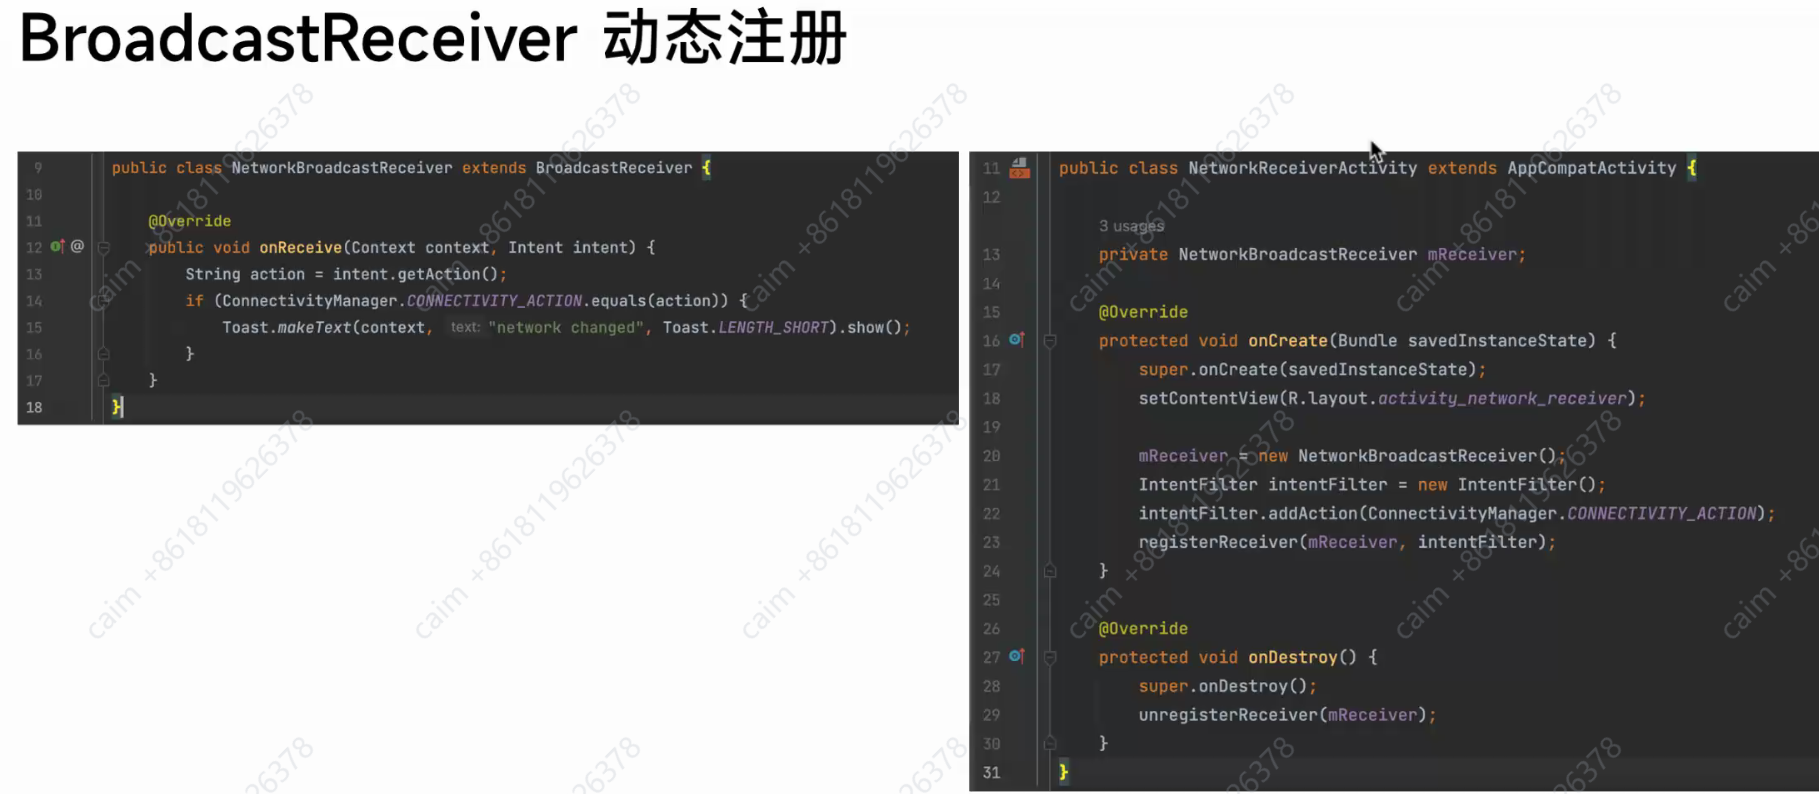 BroadcastReceiver 动态注册
9 public class NetworkBroadcastReceiver extends BroadcastReceiver {
10
11 @Override
12 @ public void onReceive(Context context, Intent intent) {
13 String action = intent.getAction();
14 if (ConnectivityManager.CONNECTIVITY_ACTION.equals(action)) {
15 Toast.makeText(context, text: "network changed", Toast.LENGTH_SHORT).show();
16 }
17 }
18 }
11 public class NetworkReceiverActivity extends AppCompatActivity {
12
3 usages
13 private NetworkBroadcastReceiver mReceiver;
14
15 @Override
16 protected void onCreate(Bundle savedInstanceState) {
17 super.onCreate(savedInstanceState);
18 setContentView(R.layout.activity_network_receiver);
19
20 mReceiver = new NetworkBroadcastReceiver();
21 IntentFilter intentFilter = new IntentFilter();
22 intentFilter.addAction(ConnectivityManager.CONNECTIVITY_ACTION);
23 registerReceiver(mReceiver, intentFilter);
24 }
25
26 @Override
27 protected void onDestroy() {
28 super.onDestroy();
29 unregisterReceiver(mReceiver);
30 }
31 }
caim +8618119626378